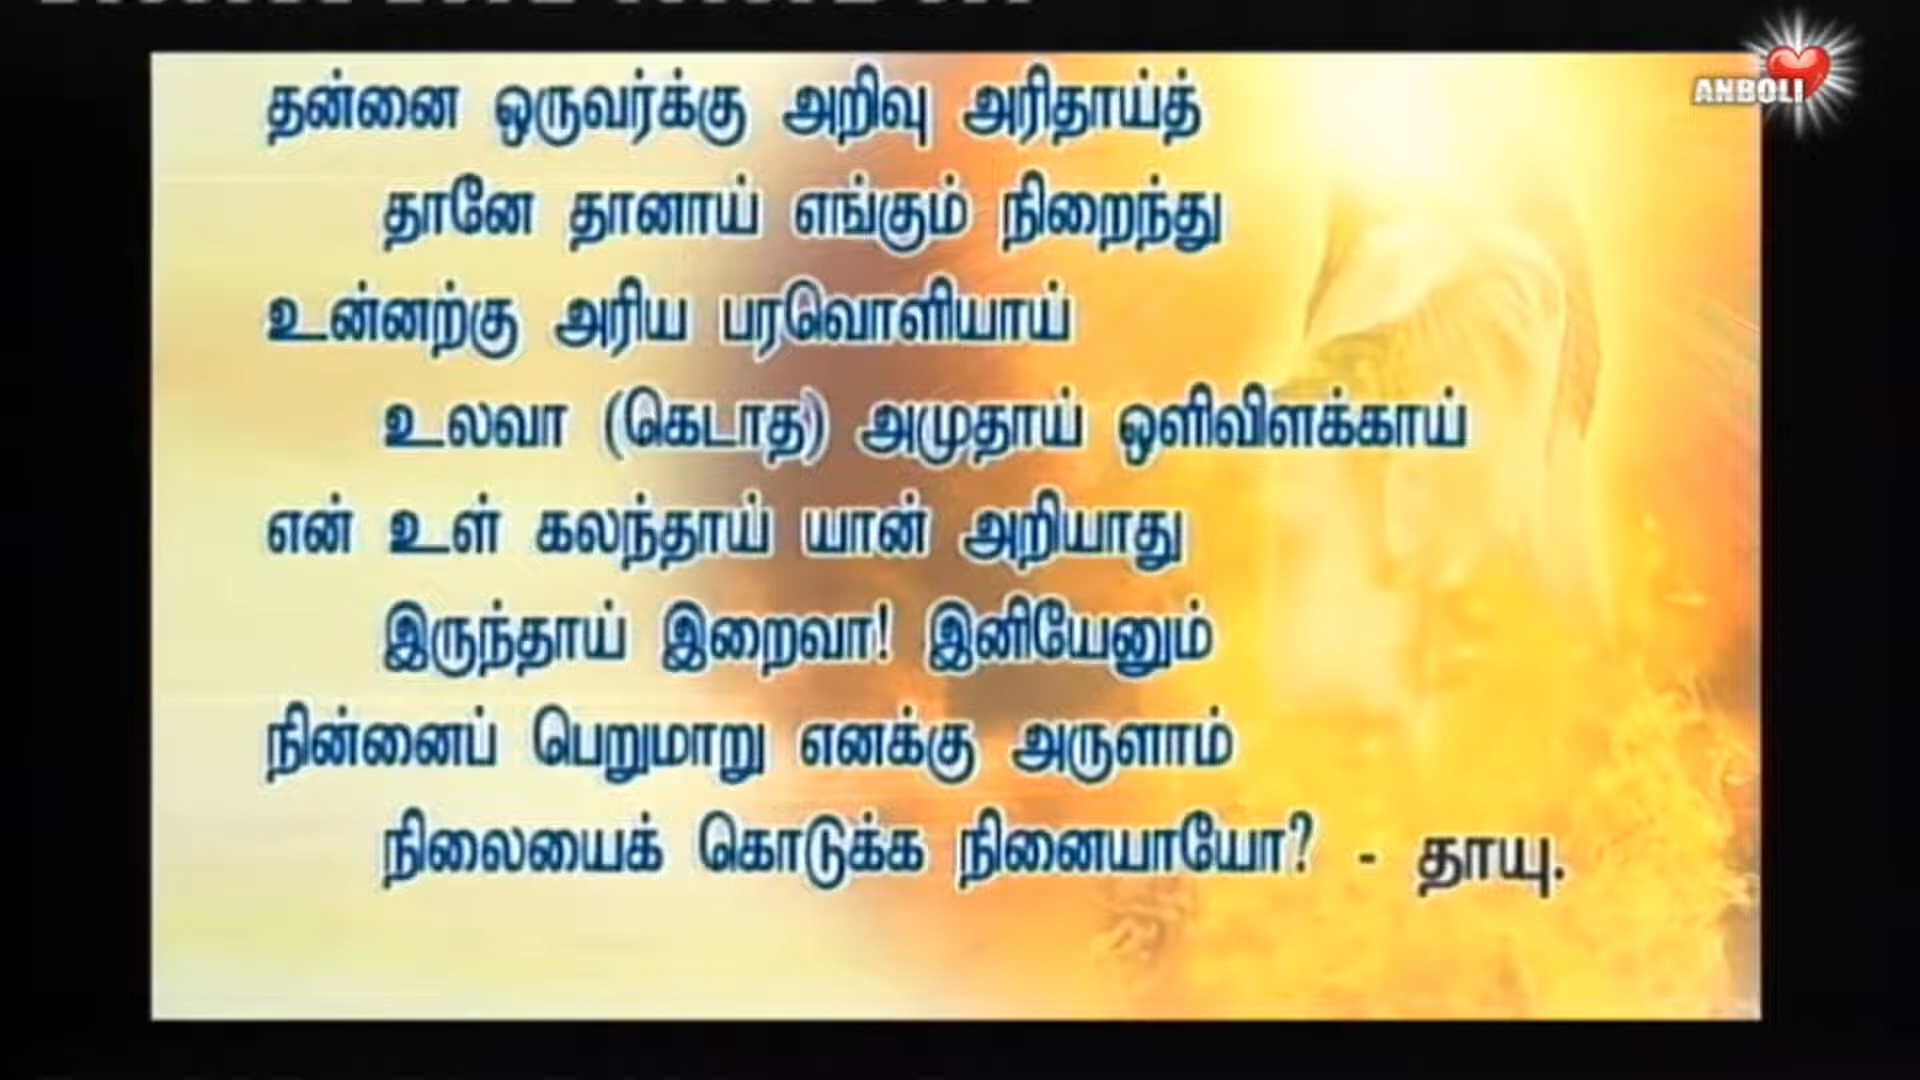 ANBOLI
தன்னை ஒருவர்க்கு அறிவு அரிதாய்த்
தானே தானாய் எங்கும் நிறைந்து
உன்னற்கு அரிய பரவொளியாய்
உலவா (கெடாத) அமுதாய் ஒளிவிளக்காய்
என் உள் கலந்தாய் யான் அறியாது
இருந்தாய் இறைவா! இனியேனும்
நின்னைப் பெறுமாறு எனக்கு அருளாம்
நிலையைக் கொடுக்க நினையாயோ? - தாயு.